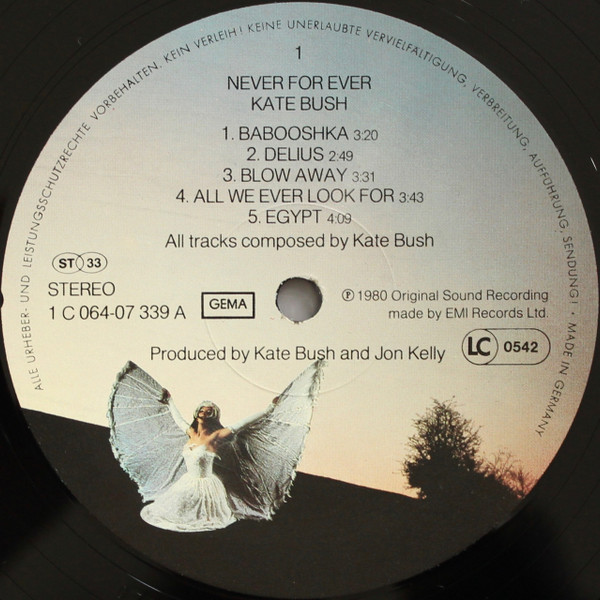 ALLE URHEBER- UND LEISTUNGSSCHUTZRECHTE VORBEHALTEN. KEIN VERLEIH! KEINE UNERLAUBTE VERVIELFÄLTIGUNG, VERBREITUNG, AUFFÜHRUNG, SENDUNG! • MADE IN GERMANY
1
NEVER FOR EVER
KATE BUSH
1. BABOOSHKA 3:20
2. DELIUS 2:49
3. BLOW AWAY 3:31
4. ALL WE EVER LOOK FOR 3:43
5. EGYPT 4:09
All tracks composed by Kate Bush
ST 33
STEREO
1 C 064-07 339 A
GEMA
℗ 1980 Original Sound Recording
made by EMI Records Ltd.
Produced by Kate Bush and Jon Kelly
LC 0542